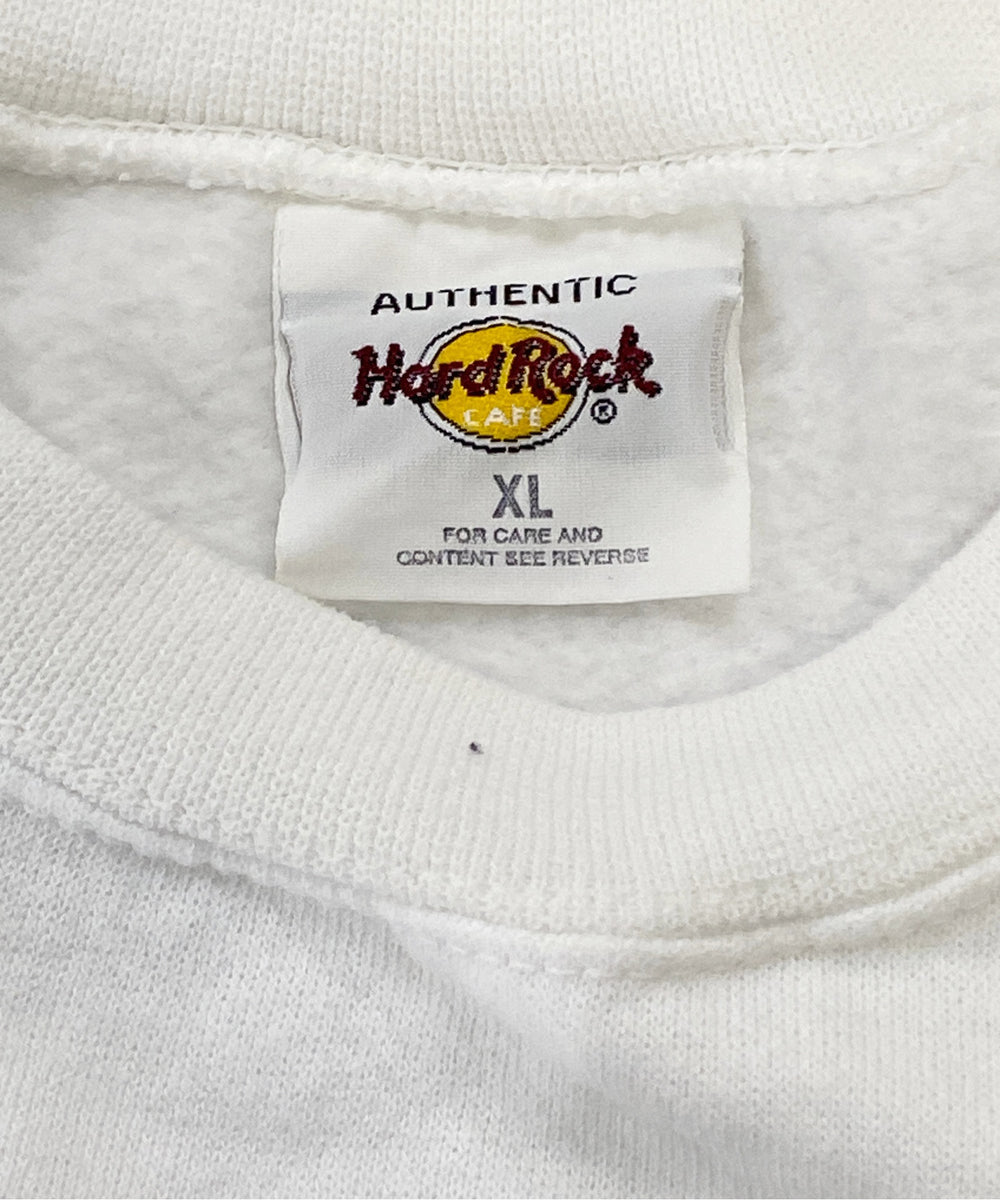 AUTHENTIC
Hard Rock
CAFE ®
XL
FOR CARE AND
CONTENT SEE REVERSE